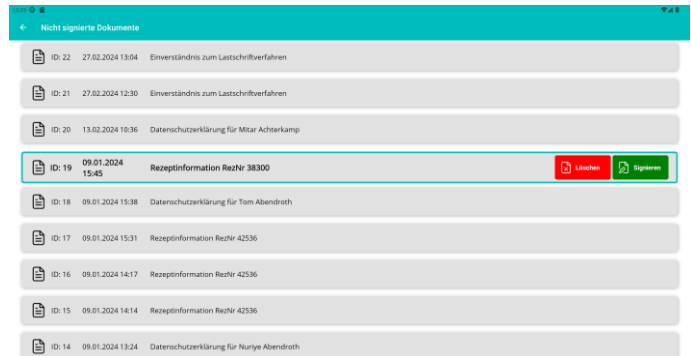 13:29
Nicht signierte Dokumente
ID: 22 27.02.2024 13:04 Einverständnis zum Lastschriftverfahren
ID: 21 27.02.2024 12:30 Einverständnis zum Lastschriftverfahren
ID: 20 13.02.2024 10:36 Datenschutzerklärung für Mitar Achterkamp
ID: 19 09.01.2024 15:45 Rezeptinformation RezNr 38300 Löschen Signieren
ID: 18 09.01.2024 15:38 Datenschutzerklärung für Tom Abendroth
ID: 17 09.01.2024 15:31 Rezeptinformation RezNr 42536
ID: 16 09.01.2024 14:17 Rezeptinformation RezNr 42536
ID: 15 09.01.2024 14:14 Rezeptinformation RezNr 42536
ID: 14 09.01.2024 13:24 Datenschutzerklärung für Nuriye Abendroth